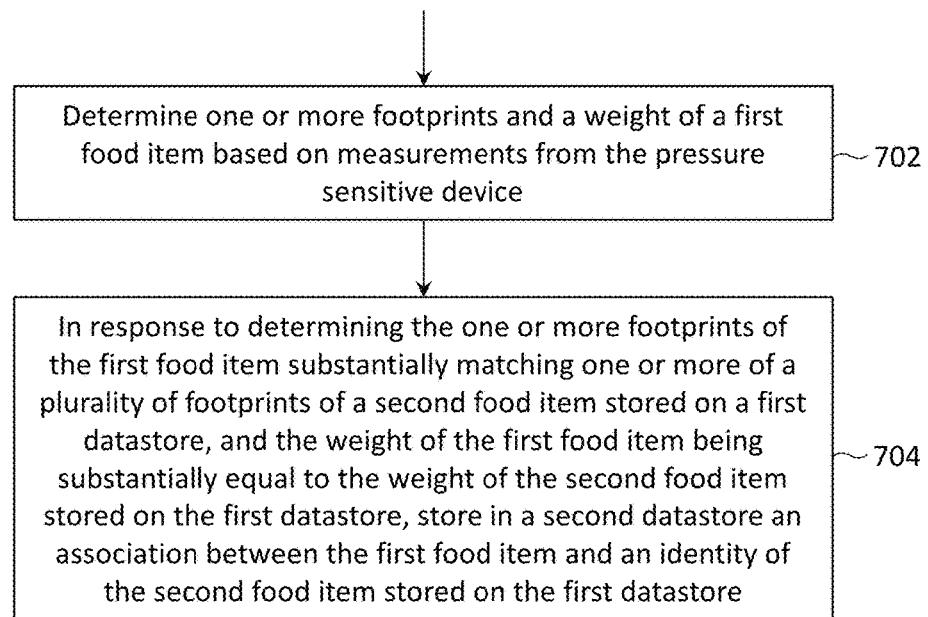 Determine one or more footprints and a weight of a first
food item based on measurements from the pressure
sensitive device
702
In response to determining the one or more footprints of
the first food item substantially matching one or more of a
plurality of footprints of a second food item stored on a first
datastore, and the weight of the first food item being
substantially equal to the weight of the second food item
stored on the first datastore, store in a second datastore an
association between the first food item and an identity of
the second food item stored on the first datastore
704